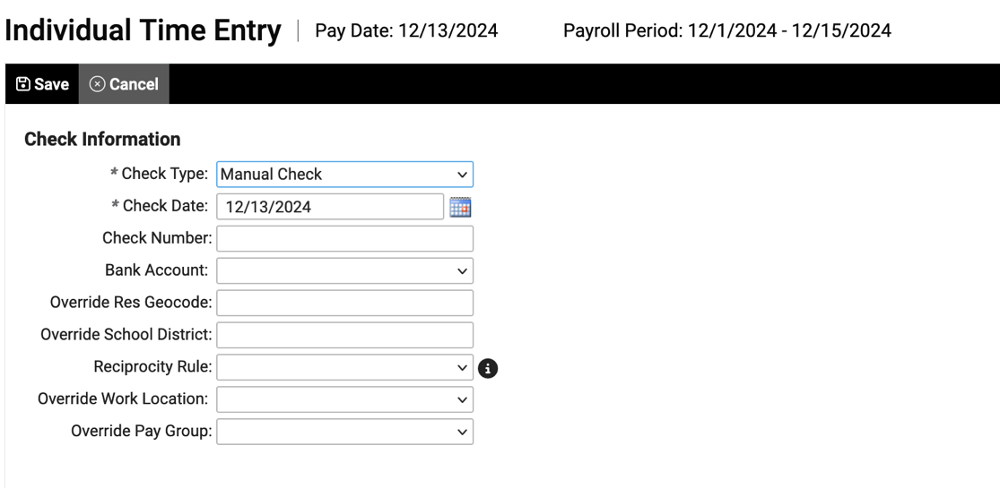 Individual Time Entry | Pay Date: 12/13/2024 Payroll Period: 12/1/2024 - 12/15/2024
Save Cancel
Check Information
* Check Type: Manual Check
* Check Date: 12/13/2024
Check Number:
Bank Account:
Override Res Geocode:
Override School District:
Reciprocity Rule:
Override Work Location:
Override Pay Group: